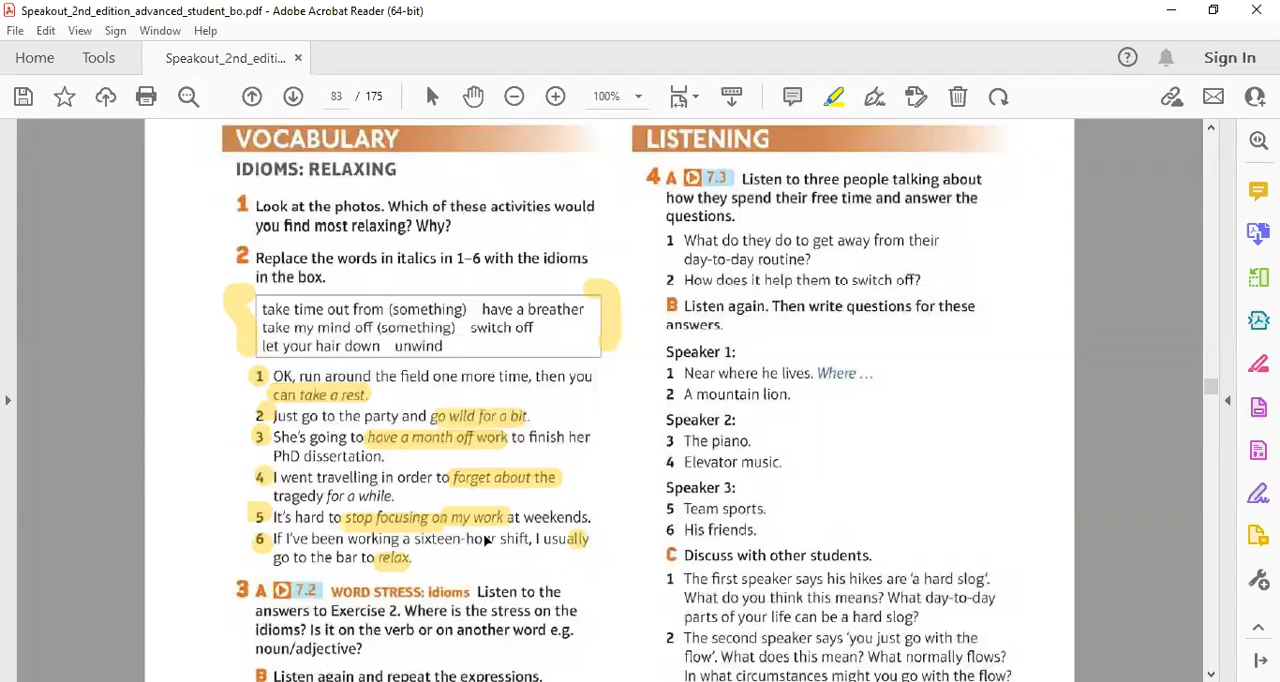 Speakout_2nd_edition_advanced_student_bo.pdf - Adobe Acrobat Reader (64-bit)
File Edit View Sign Window Help
Home Tools Speakout_2nd_editi... × Sign In
83 / 175 100%
VOCABULARY
IDIOMS: RELAXING
1 Look at the photos. Which of these activities would
you find most relaxing? Why?
2 Replace the words in italics in 1–6 with the idioms
in the box.
take time out from (something) have a breather
take my mind off (something) switch off
let your hair down unwind
1 OK, run around the field one more time, then you
can take a rest.
2 Just go to the party and go wild for a bit.
3 She's going to have a month off work to finish her
PhD dissertation.
4 I went travelling in order to forget about the
tragedy for a while.
5 It's hard to stop focusing on my work at weekends.
6 If I've been working a sixteen-hour shift, I usually
go to the bar to relax.
3 A 7.2 WORD STRESS: idioms Listen to the
answers to Exercise 2. Where is the stress on the
idioms? Is it on the verb or on another word e.g.
noun/adjective?
B Listen again and repeat the expressions.
LISTENING
4 A 7.3 Listen to three people talking about
how they spend their free time and answer the
questions.
1 What do they do to get away from their
day-to-day routine?
2 How does it help them to switch off?
B Listen again. Then write questions for these
answers.
Speaker 1:
1 Near where he lives. Where ...
2 A mountain lion.
Speaker 2:
3 The piano.
4 Elevator music.
Speaker 3:
5 Team sports.
6 His friends.
C Discuss with other students.
1 The first speaker says his hikes are 'a hard slog'.
What do you think this means? What day-to-day
parts of your life can be a hard slog?
2 The second speaker says 'you just go with the
flow'. What does this mean? What normally flows?
In what circumstances might you go with the flow?